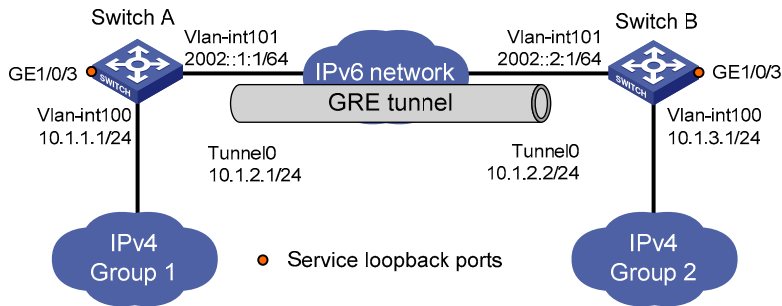 Switch A
Vlan-int101
2002::1:1/64
GE1/0/3
SWITCH
Vlan-int100
10.1.1.1/24
IPv6 network
GRE tunnel
Tunnel0
10.1.2.1/24
Tunnel0
10.1.2.2/24
Switch B
Vlan-int101
2002::2:1/64
GE1/0/3
SWITCH
Vlan-int100
10.1.3.1/24
IPv4
Group 1
Service loopback ports
IPv4
Group 2